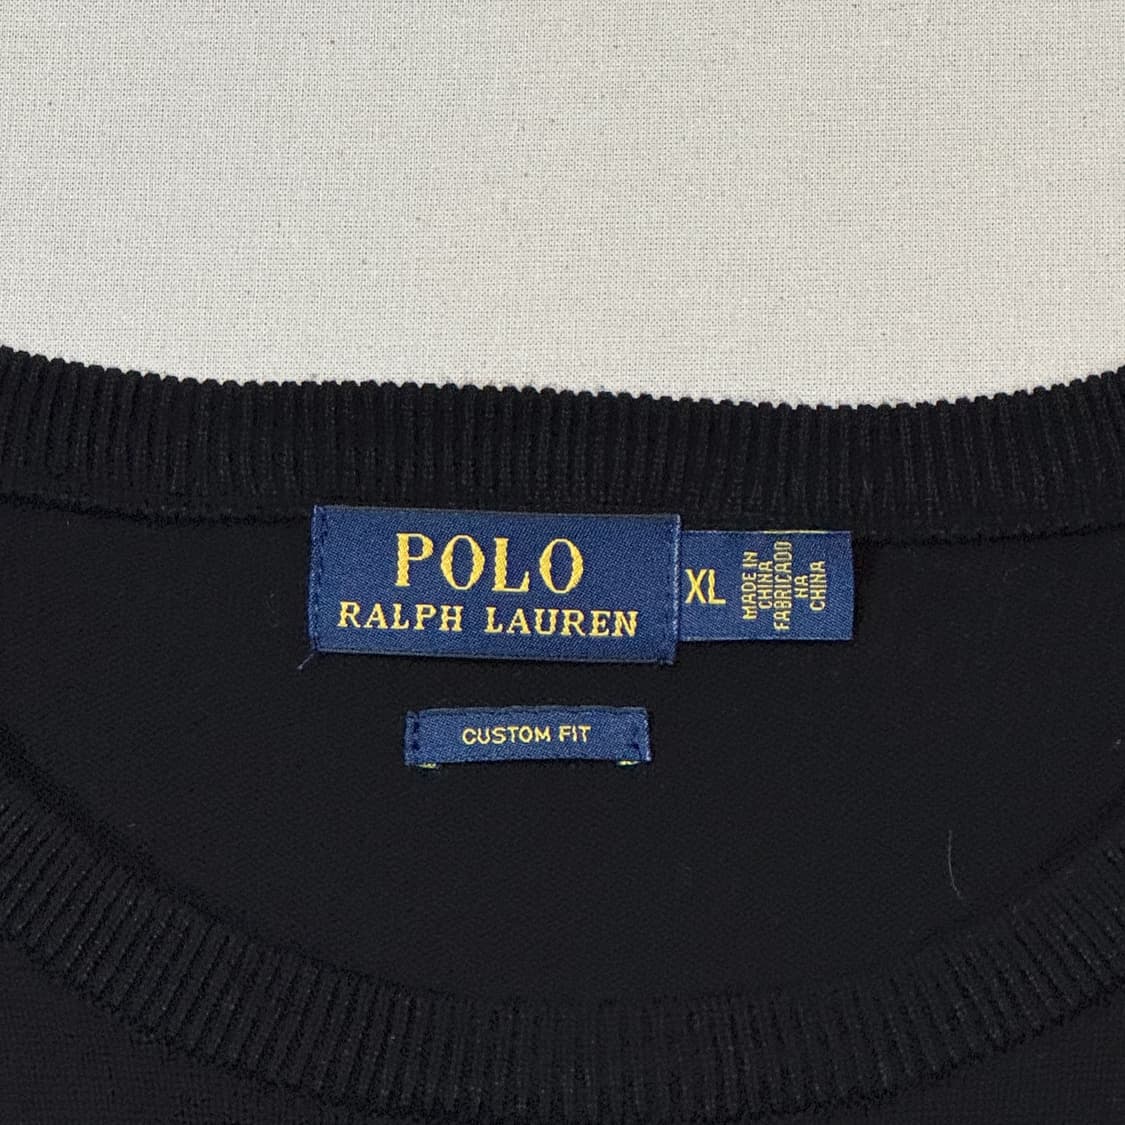 POLO
RALPH LAUREN
XL
MADE IN
CHINA
FABRICADO
NA
CHINA
CUSTOM FIT